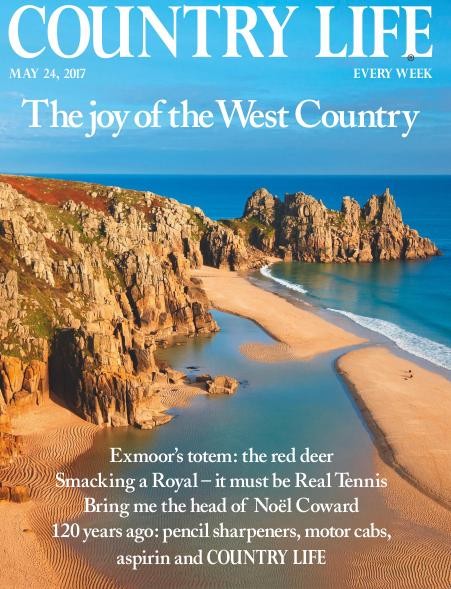 COUNTRY LIFE
®
MAY 24, 2017 EVERY WEEK
The joy of the West Country
Exmoor's totem: the red deer
Smacking a Royal – it must be Real Tennis
Bring me the head of Noël Coward
120 years ago: pencil sharpeners, motor cabs,
aspirin and COUNTRY LIFE